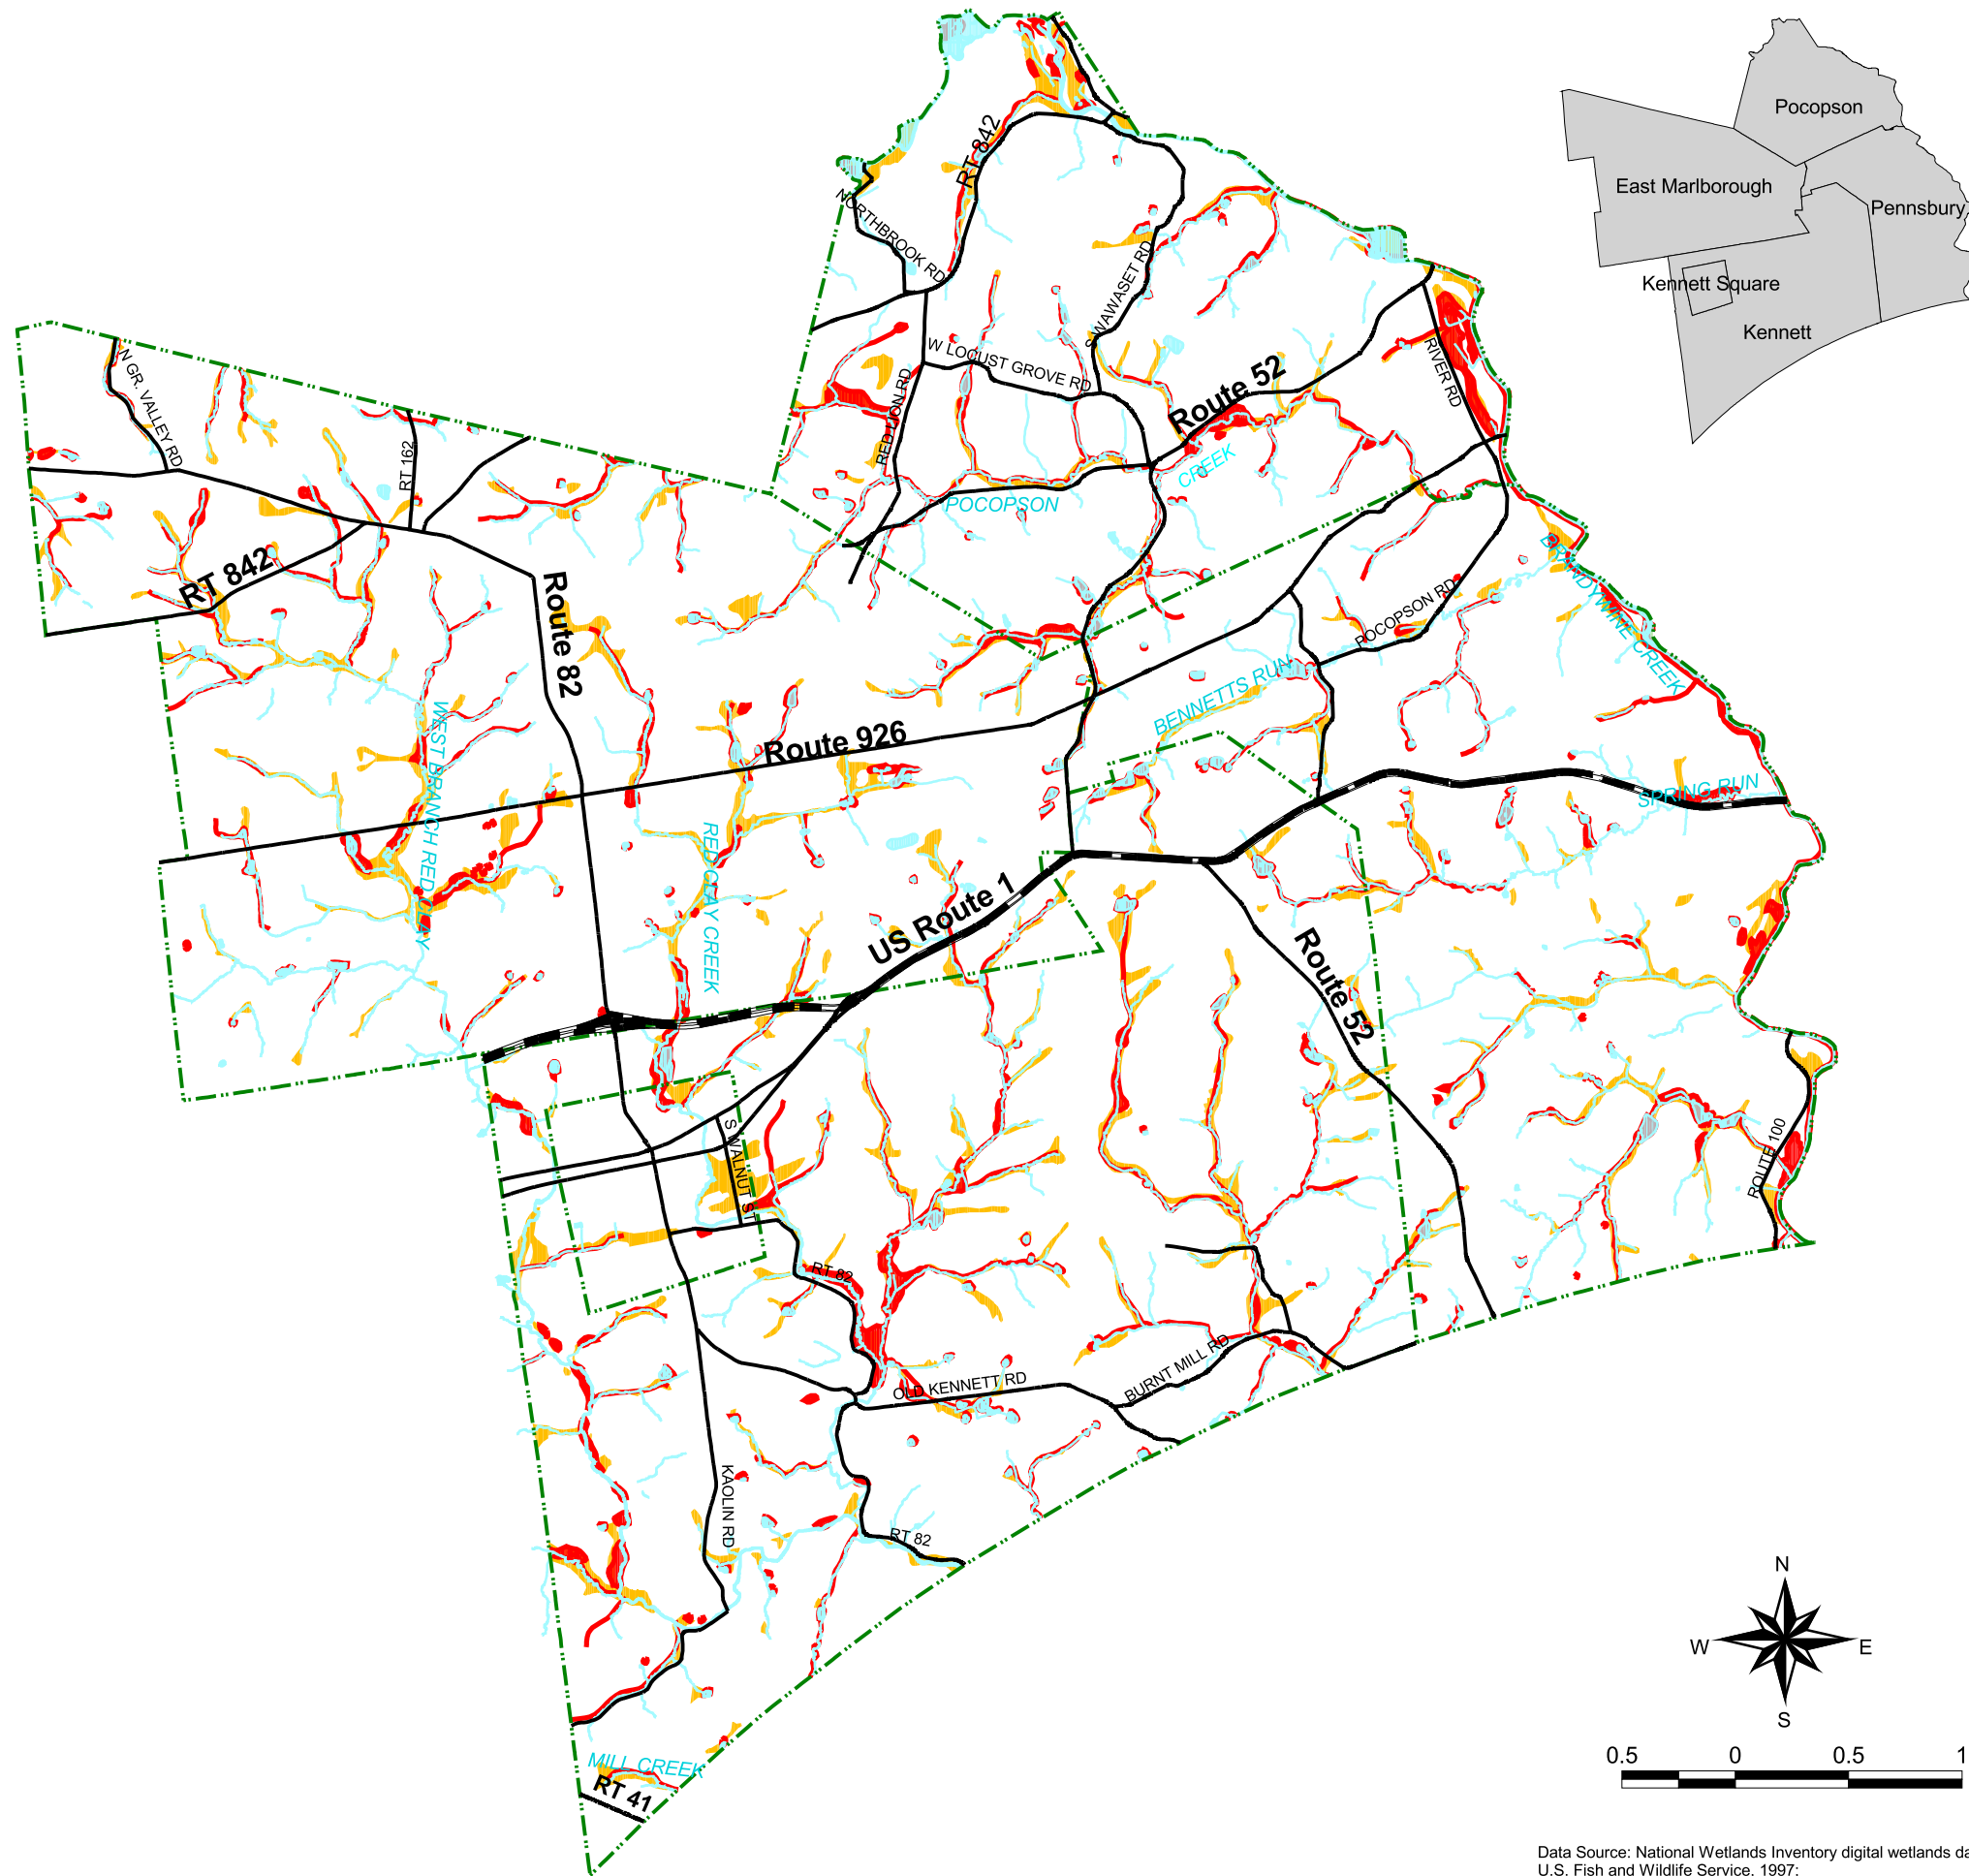 Pocopson
East Marlborough
Pennsbury
Kennett Square
Kennett
RT 842
NORTHBROOK RD
S WAWASET RD
W LOCUST GROVE RD
RED LION RD
Route 52
RIVER RD
N GR. VALLEY RD
RT 162
CREEK
POCOPSON
RT 842
Route 82
BRANDYWINE CREEK
POCOPSON RD
BENNETTS RUN
WEST BRANCH RED CLAY
Route 926
SPRING RUN
RED CLAY CREEK
US Route 1
Route 52
S WALNUT ST
ROUTE 100
RT 82
BURNT MILL RD
OLD KENNETT RD
KAOLIN RD
RT 82
MILL CREEK
RT 41
N
W E
S
0.5 0 0.5 1
Data Source: National Wetlands Inventory digital wetlands da
U.S. Fish and Wildlife Service, 1997;